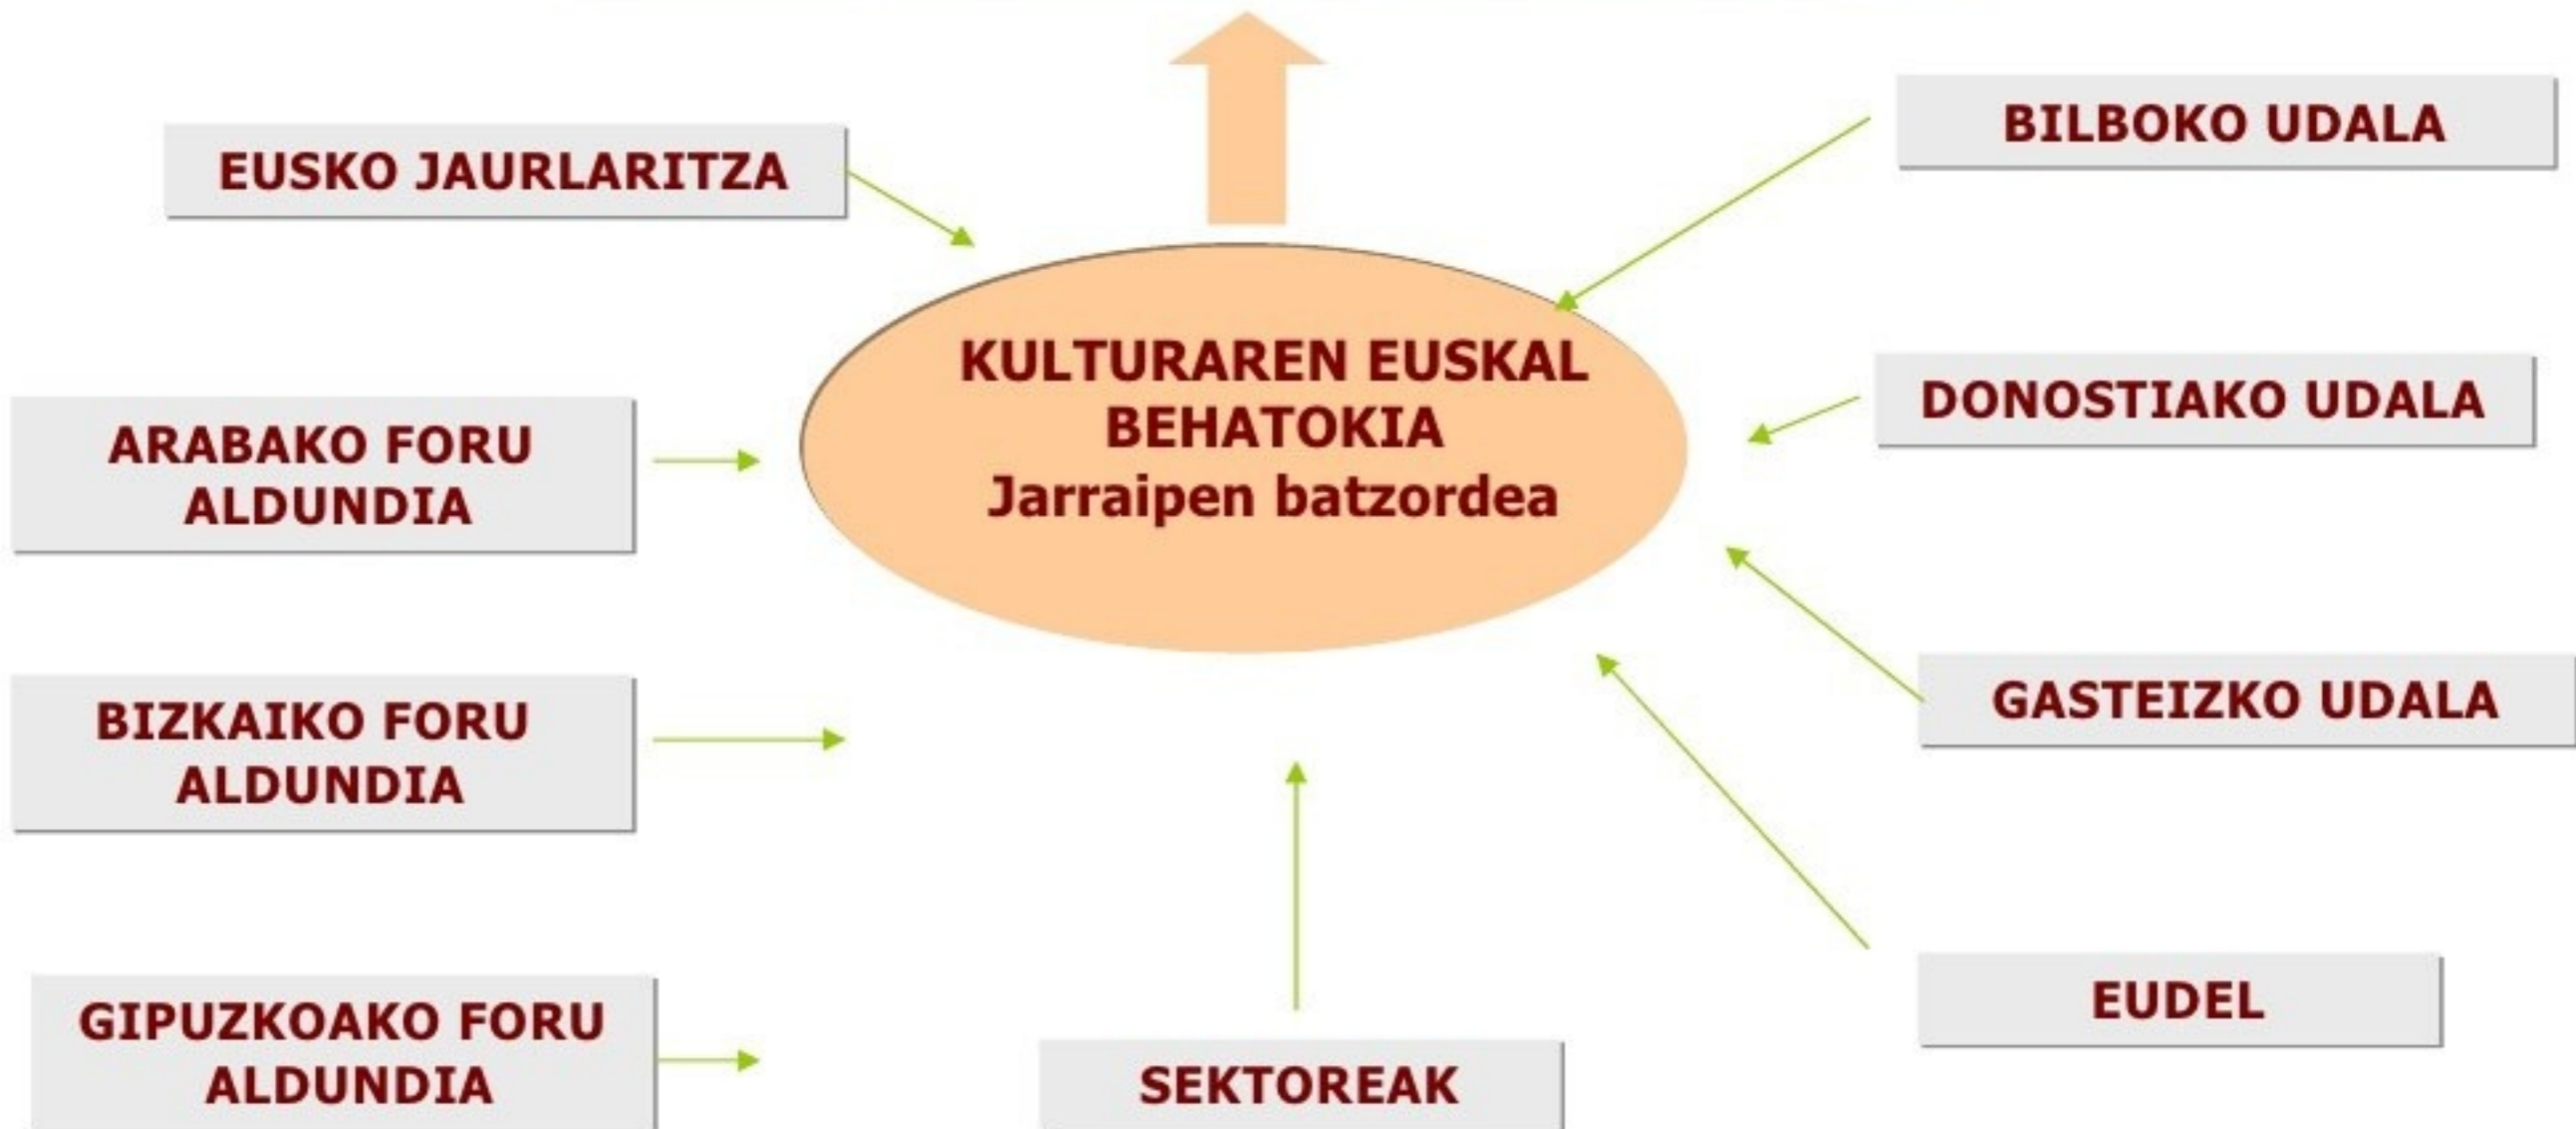 BILBOKO UDALA
EUSKO JAURLARITZA
KULTURAREN EUSKAL
BEHATOKIA
Jarraipen batzordea
DONOSTIAKO UDALA
ARABAKO FORU
ALDUNDIA
BIZKAIKO FORU
ALDUNDIA
GASTEIZKO UDALA
GIPUZKOAKO FORU
ALDUNDIA
SEKTOREAK
EUDEL